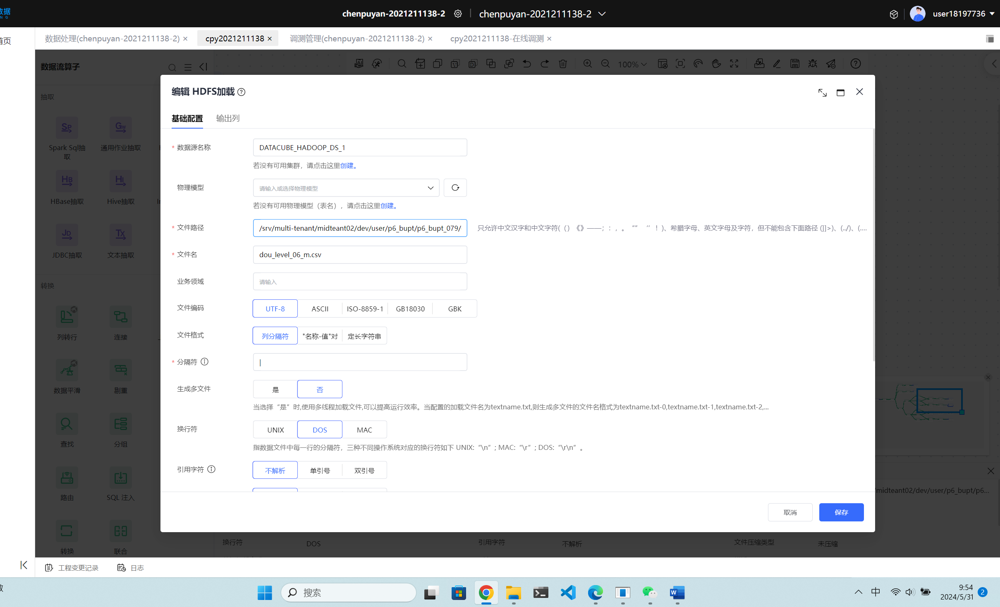 数据
chenpuyan-2021211138-2
chenpuyan-2021211138-2
user18197736
首页
数据处理(chenpuyan-2021211138-2) ×
cpy2021211138 ×
调测管理(chenpuyan-2021211138-2) ×
cpy2021211138-在线调测 ×
数据流算子
100%
抽取
Spark Sql抽取
通用作业抽取
HBase抽取
Hive抽取
JDBC抽取
文本抽取
转换
列转行
连接
数据平滑
剔重
查找
分组
路由
SQL 注入
转换
联合
编辑 HDFS加载
基础配置
输出列
* 数据源名称
DATACUBE_HADOOP_DS_1
若没有可用集群，请点击这里创建。
物理模型
请输入或选择物理模型
若没有可用物理模型（表名），请点击这里创建。
* 文件路径
/srv/multi-tenant/midteant02/dev/user/p6_bupt/p6_bupt_079/
只允许中文汉字和中文字符(（）《》——；：，。“” ‘’！)、希腊字母、英文字母及字符，但不能包含下面路径 (]]>)、(../)、(....
* 文件名
dou_level_06_m.csv
业务领域
请输入
文件编码
UTF-8
ASCII
ISO-8859-1
GB18030
GBK
文件格式
列分隔符
"名称-值"对
定长字符串
* 分隔符
|
生成多文件
是
否
当选择“是”时,使用多线程加载文件,可以提高运行效率。当配置的加载文件名为textname.txt,则生成多文件的文件名格式为textname.txt-0,textname.txt-1,textname.txt-2,...
换行符
UNIX
DOS
MAC
指数据文件中每一行的分隔符，三种不同操作系统对应的换行符如下 UNIX:“\n”; MAC:“\r”; DOS:“\r\n”。
引用字符
不解析
单引号
双引号
/midteant02/dev/user/p6_bupt/p6...
取消
保存
换行符
DOS
引用字符
不解析
文件压缩类型
未压缩
工程变更记录
日志
搜索
中
9:54
2024/5/31
2